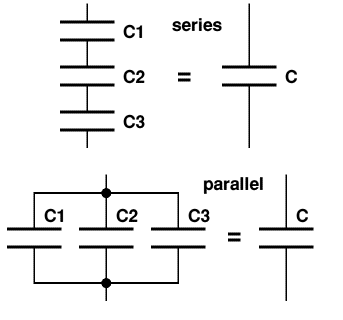 series
C1
C2
=
C
C3
parallel
C1 C2 C3 = C